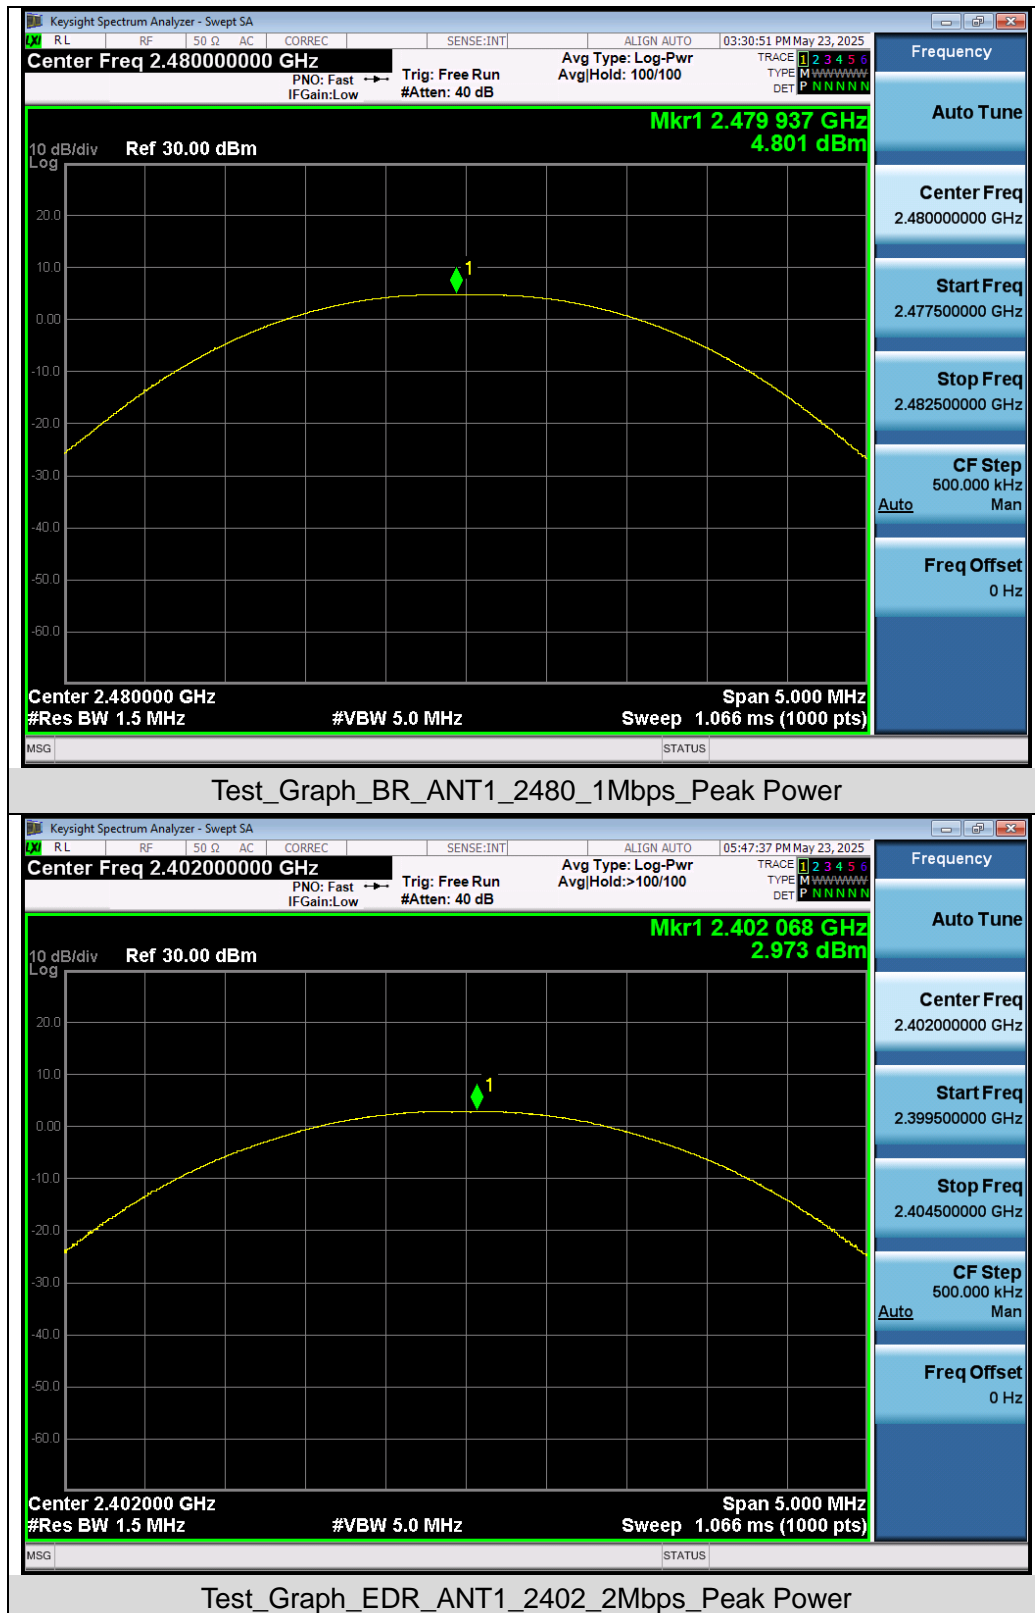 Keysight Spectrum Analyzer - Swept SA
LXI RL RF 50 Ω AC CORREC SENSE:INT ALIGN AUTO 03:30:51 PM May 23, 2025
Center Freq 2.480000000 GHz
PNO: Fast
IFGain:Low
Trig: Free Run
#Atten: 40 dB
Avg Type: Log-Pwr
Avg|Hold: 100/100
TRACE 1 2 3 4 5 6
TYPE M WWWWW
DET P N N N N N
Mkr1 2.479 937 GHz
4.801 dBm
10 dB/div Ref 30.00 dBm
Log
20.0
10.0
1
0.00
-10.0
-20.0
-30.0
-40.0
-50.0
-60.0
Center 2.480000 GHz Span 5.000 MHz
#Res BW 1.5 MHz #VBW 5.0 MHz Sweep 1.066 ms (1000 pts)
MSG STATUS
Frequency
Auto Tune
Center Freq
2.480000000 GHz
Start Freq
2.477500000 GHz
Stop Freq
2.482500000 GHz
CF Step
500.000 kHz
Auto Man
Freq Offset
0 Hz
Test_Graph_BR_ANT1_2480_1Mbps_Peak Power
Keysight Spectrum Analyzer - Swept SA
LXI RL RF 50 Ω AC CORREC SENSE:INT ALIGN AUTO 05:47:37 PM May 23, 2025
Center Freq 2.402000000 GHz
PNO: Fast
IFGain:Low
Trig: Free Run
#Atten: 40 dB
Avg Type: Log-Pwr
Avg|Hold:>100/100
TRACE 1 2 3 4 5 6
TYPE M WWWWW
DET P N N N N N
Mkr1 2.402 068 GHz
2.973 dBm
10 dB/div Ref 30.00 dBm
Log
20.0
10.0
1
0.00
-10.0
-20.0
-30.0
-40.0
-50.0
-60.0
Center 2.402000 GHz Span 5.000 MHz
#Res BW 1.5 MHz #VBW 5.0 MHz Sweep 1.066 ms (1000 pts)
MSG STATUS
Frequency
Auto Tune
Center Freq
2.402000000 GHz
Start Freq
2.399500000 GHz
Stop Freq
2.404500000 GHz
CF Step
500.000 kHz
Auto Man
Freq Offset
0 Hz
Test_Graph_EDR_ANT1_2402_2Mbps_Peak Power